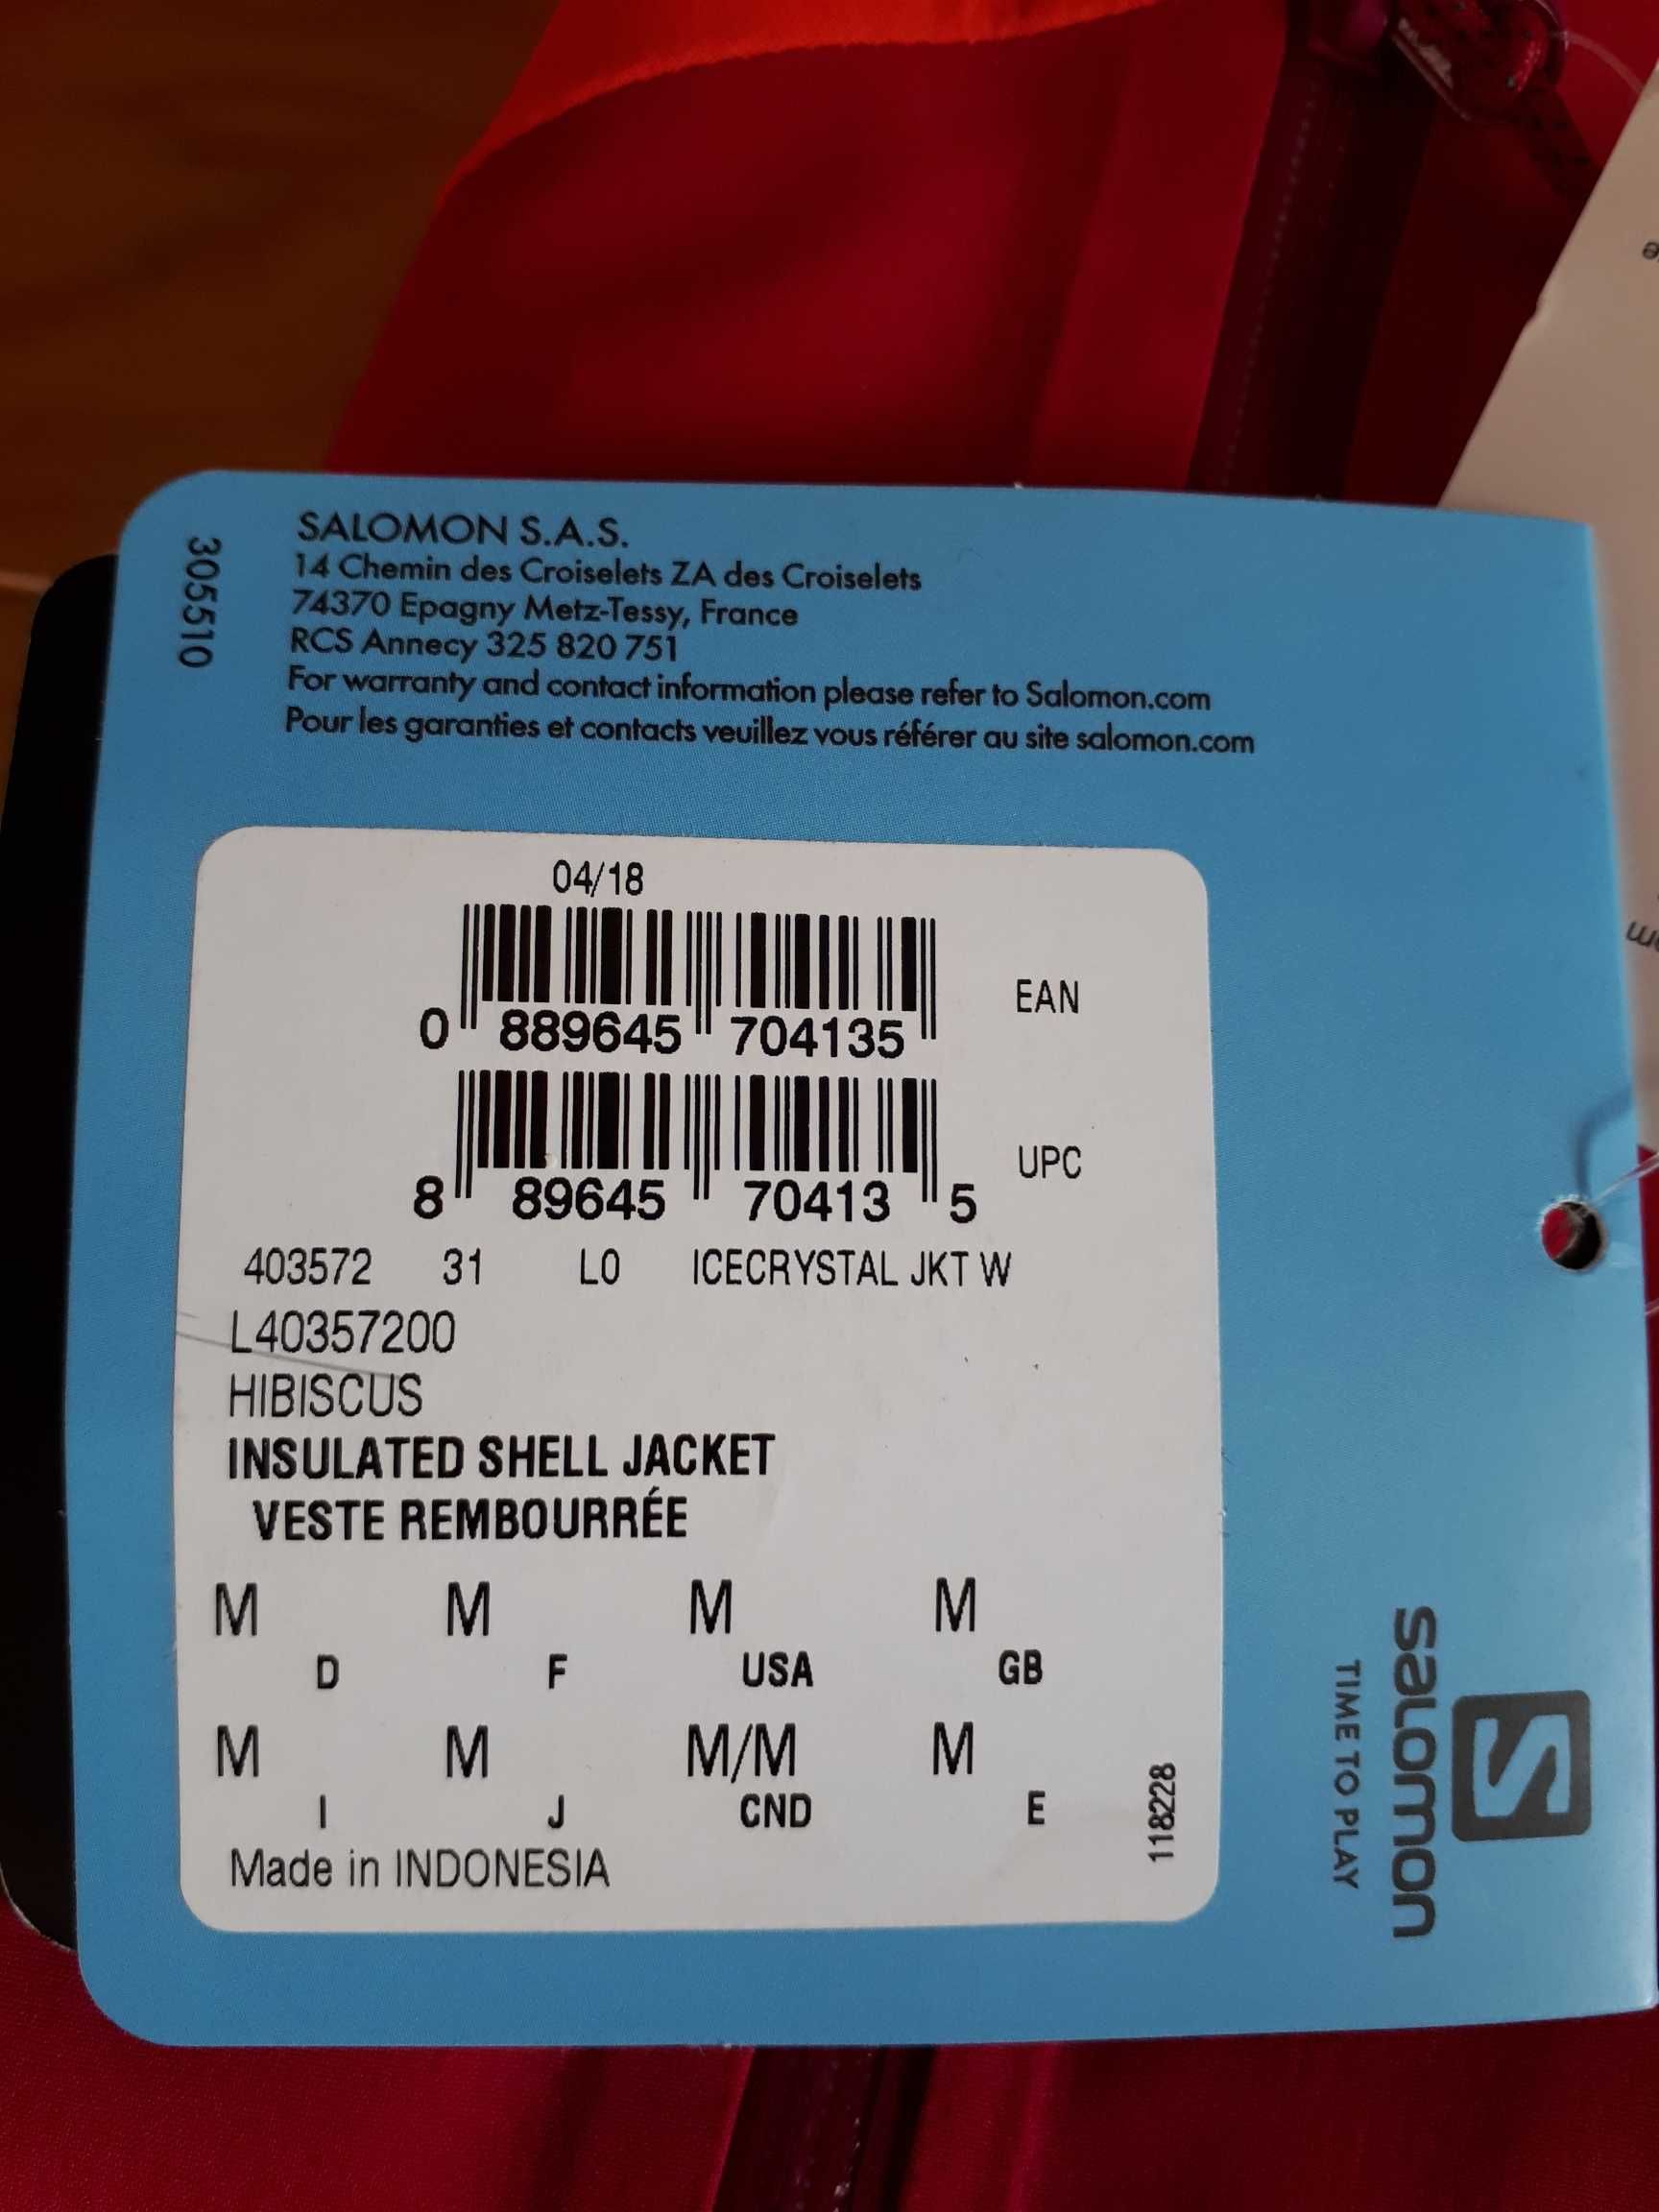 305510
SALOMON S.A.S.
14 Chemin des Croiselets ZA des Croiselets
74370 Epagny Metz-Tessy, France
RCS Annecy 325 820 751
For warranty and contact information please refer to Salomon.com
Pour les garanties et contacts veuillez vous référer au site salomon.com
04/18
0 889645 704135 EAN
8 89645 70413 5 UPC
403572 31 L0 ICECRYSTAL JKT W
L40357200
HIBISCUS
INSULATED SHELL JACKET
VESTE REMBOURRÉE
M M M M
D F USA GB
M M M/M M
I J CND E
Made in INDONESIA
118228
salomon
TIME TO PLAY